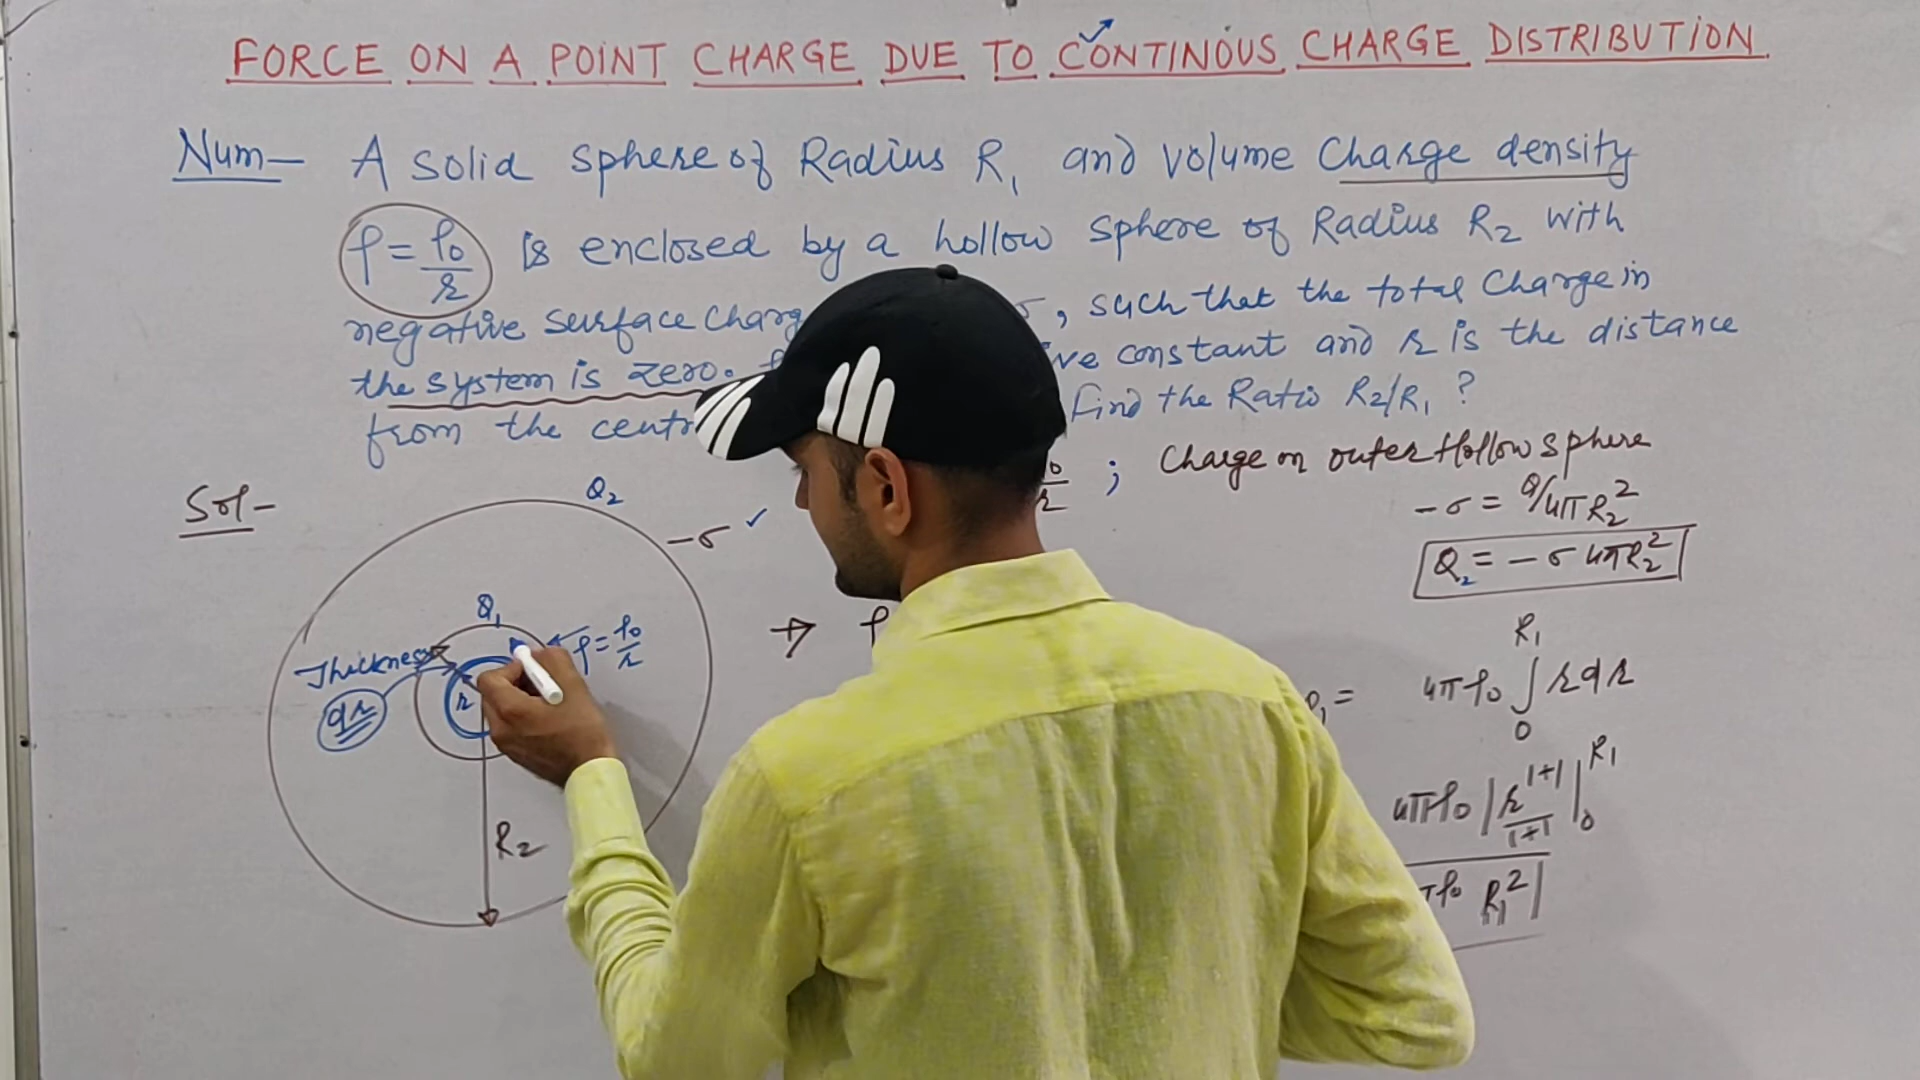 FORCE ON A POINT CHARGE DUE TO CONTINOUS CHARGE DISTRIBUTION
Num- A solid sphere of Radius R₁ and volume Charge density
ρ = ρ₀/r is enclosed by a hollow sphere of Radius R₂ with
negative surface charg σ, such that the total Charge in
the system is zero. ve constant and r is the distance
from the centr find the Ratio R₂/R₁ ?
; Charge on outer Hollow sphere
Sol-
-σ = Q/4πR₂²
Q₂ = -σ 4πR₂²
Q₂
-σ
Q₁
ρ = ρ₀/r
Thickness
dr
r
R₂
→ ρ
= 4πρ₀ ∫₀^R₁ r dr
4πρ₀ |r¹⁺¹/1+1|₀^R₁
πρ₀ R₁²